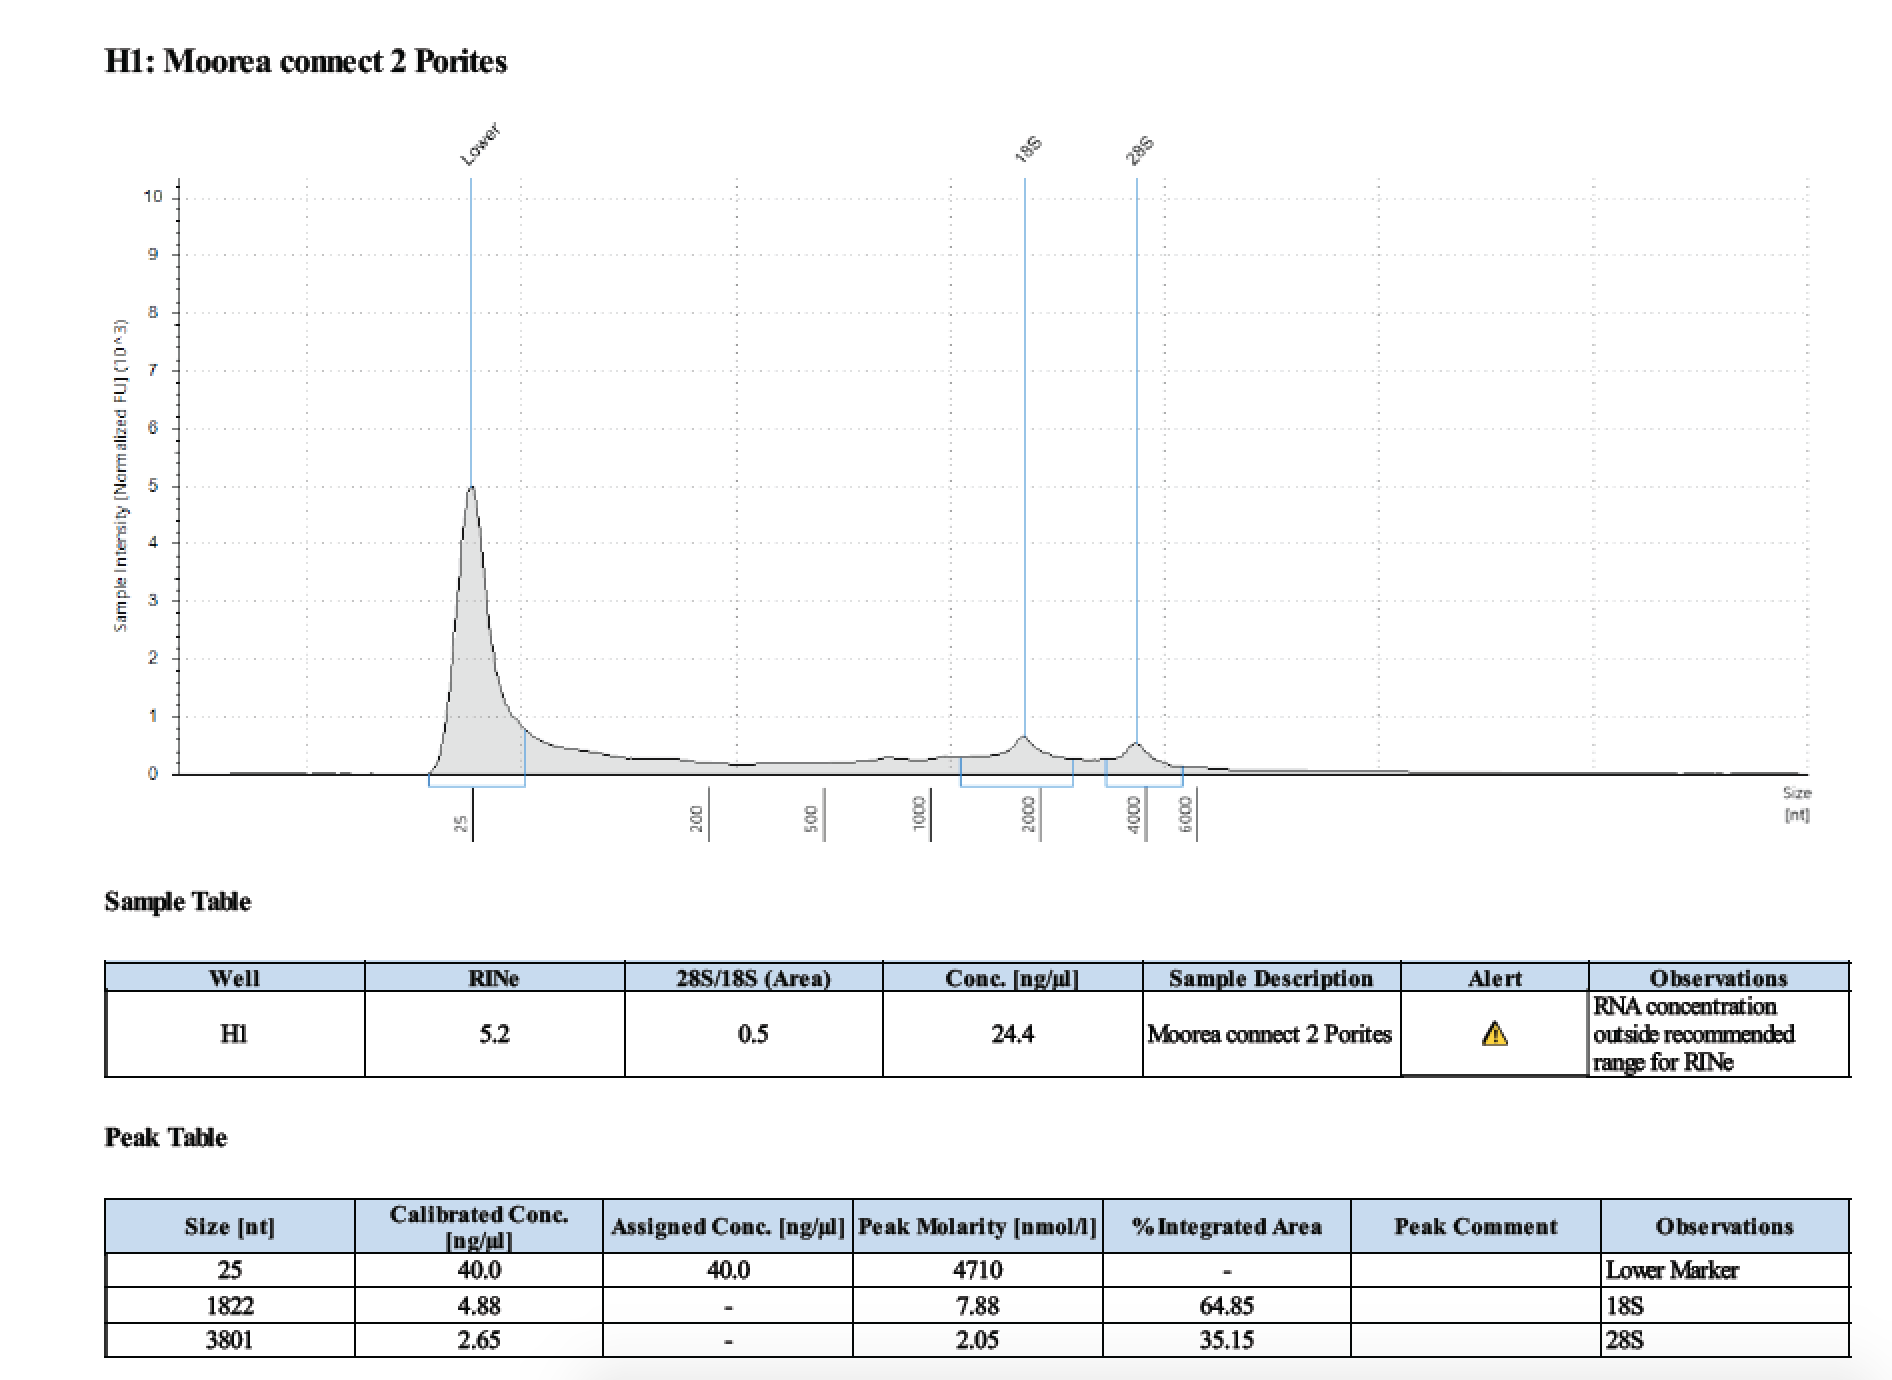 H1: Moorea connect 2 Porites
Lower
18S
28S
Sample Intensity [Normalized FU] (10^3)
10
9
8
7
6
5
4
3
2
1
0
25
200
500
1000
2000
4000
6000
Size
[nt]
Sample Table
Well RINe 28S/18S (Area) Conc. [ng/µl] Sample Description Alert Observations
H1 5.2 0.5 24.4 Moorea connect 2 Porites RNA concentration
outside recommended
range for RINe
Peak Table
Size [nt] Calibrated Conc.
[ng/µl] Assigned Conc. [ng/µl] Peak Molarity [nmol/l] % Integrated Area Peak Comment Observations
25 40.0 40.0 4710 - Lower Marker
1822 4.88 - 7.88 64.85 18S
3801 2.65 - 2.05 35.15 28S